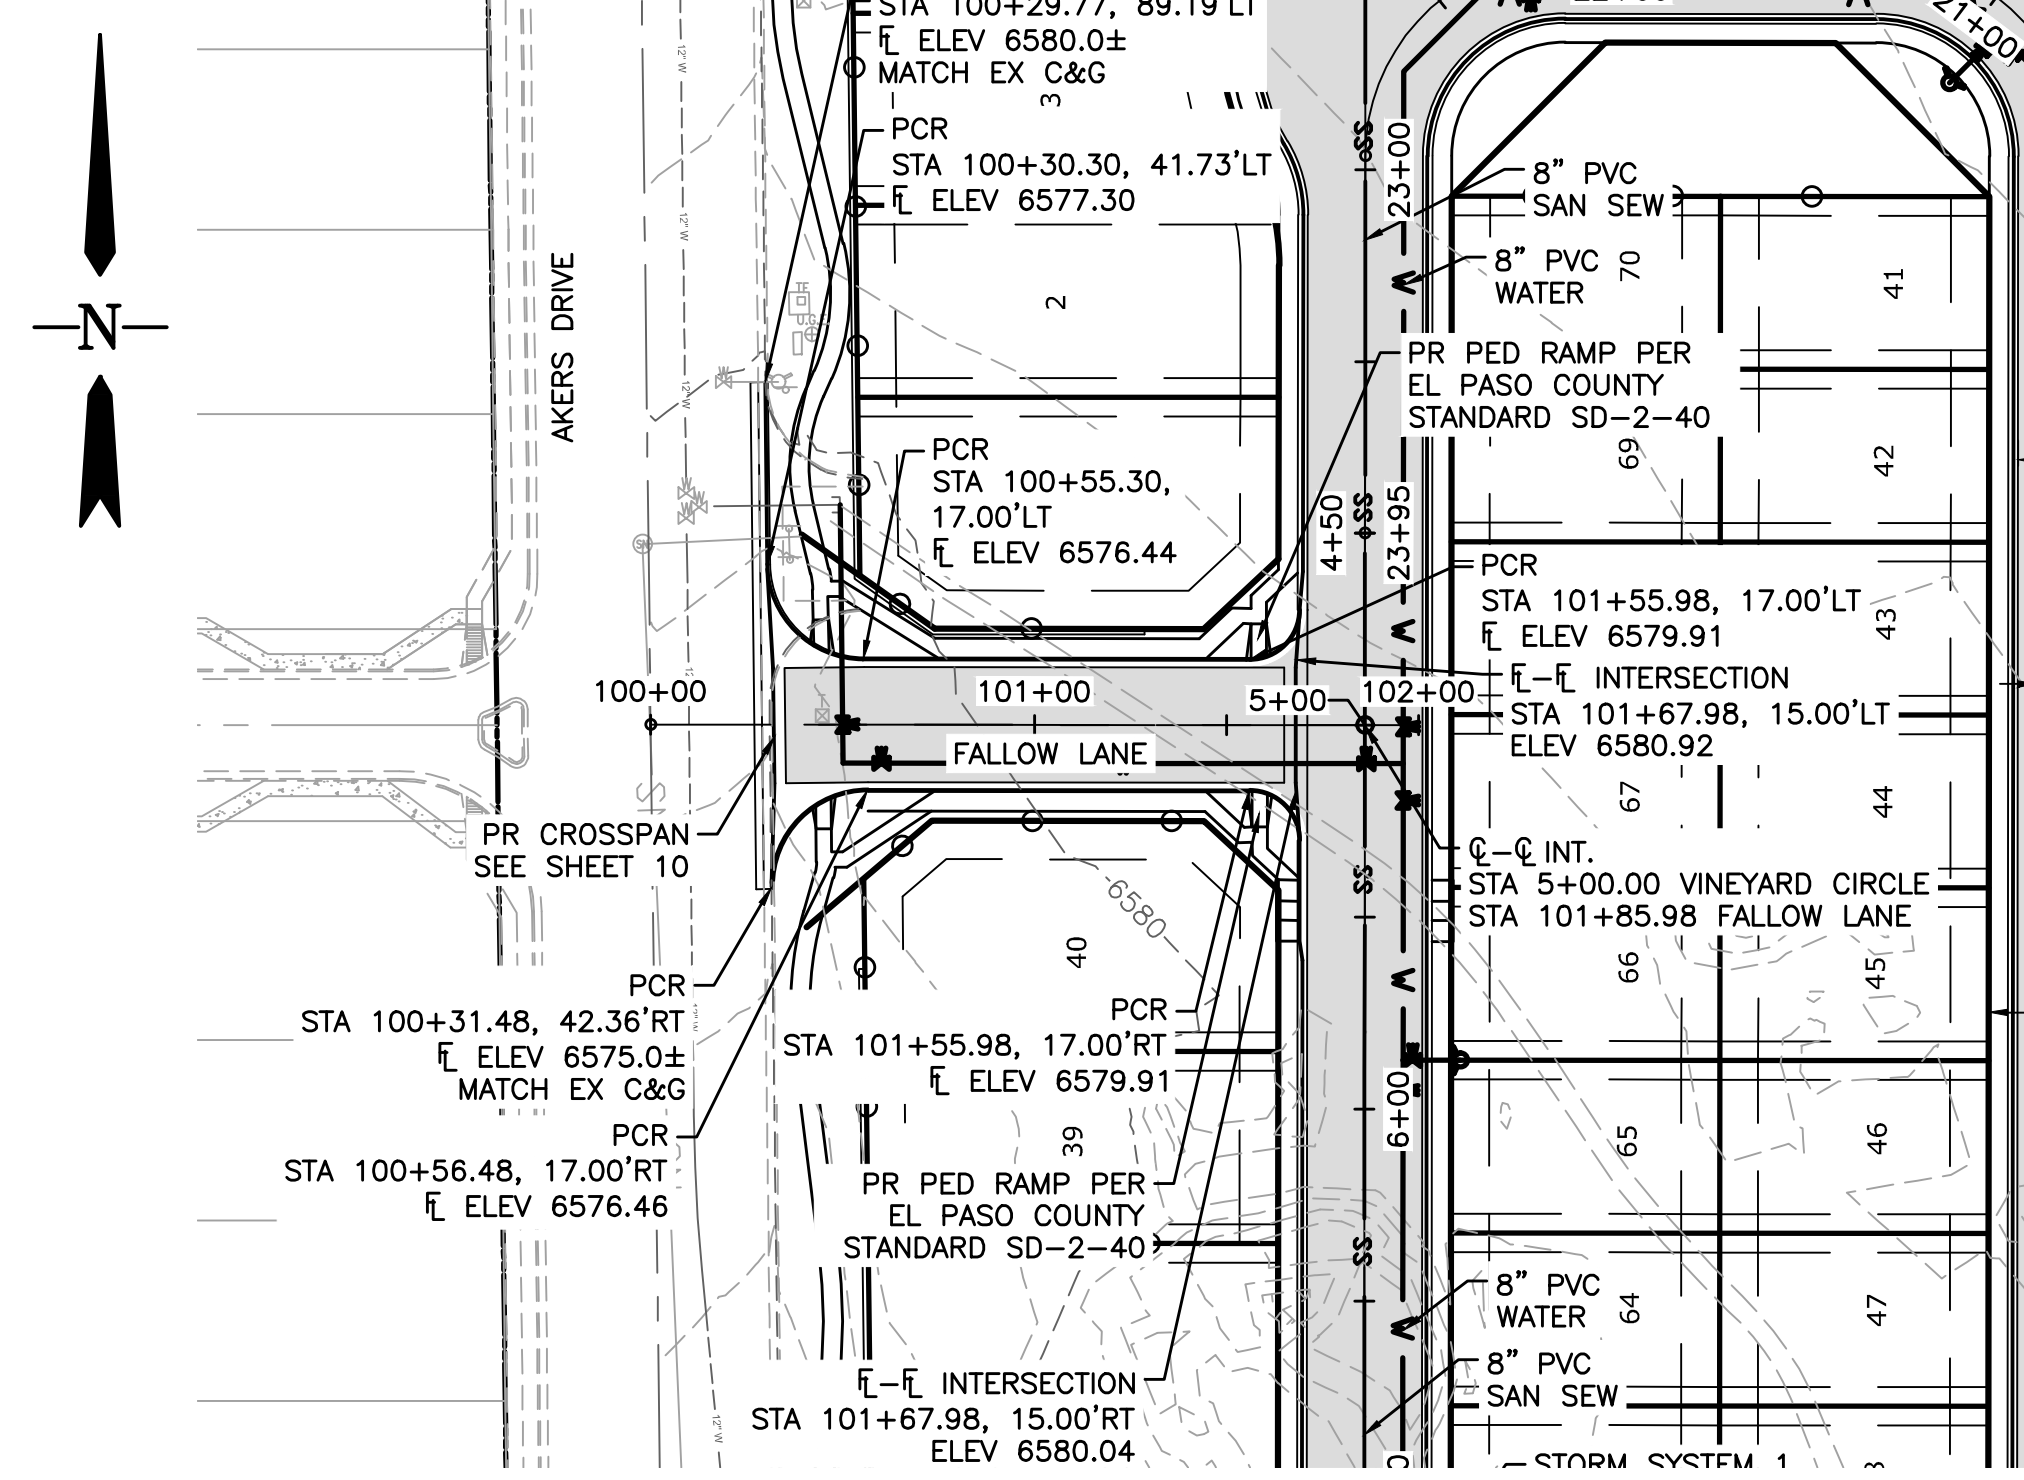 STA 100+29.77, 89.19'LT
FL ELEV 6580.0±
MATCH EX C&G
22+00
21+00
3
PCR
STA 100+30.30, 41.73'LT
FL ELEV 6577.30
12" W
12" W
SS
23+00
8" PVC
SAN SEW
N
AKERS DRIVE
TE
2
W
8" PVC
WATER
70
41
12" W
PR PED RAMP PER
EL PASO COUNTY
STANDARD SD-2-40
69
42
PCR
STA 100+55.30,
17.00'LT
FL ELEV 6576.44
4+50
SS
23+95
PCR
STA 101+55.98, 17.00'LT
FL ELEV 6579.91
43
W
FL-FL INTERSECTION
STA 101+67.98, 15.00'LT
ELEV 6580.92
100+00
101+00
5+00
102+00
FALLOW LANE
67
44
PR CROSSPAN
SEE SHEET 10
℄-℄ INT.
STA 5+00.00 VINEYARD CIRCLE
STA 101+85.98 FALLOW LANE
SS
6580
40
66
45
W
PCR
STA 100+31.48, 42.36'RT
FL ELEV 6575.0±
MATCH EX C&G
PCR
STA 101+55.98, 17.00'RT
FL ELEV 6579.91
6+00
PCR
STA 100+56.48, 17.00'RT
FL ELEV 6576.46
39
65
46
PR PED RAMP PER
EL PASO COUNTY
STANDARD SD-2-40
SS
W
8" PVC
WATER
64
47
8" PVC
SAN SEW
FL-FL INTERSECTION
STA 101+67.98, 15.00'RT
ELEV 6580.04
12" W
STORM SYSTEM 1